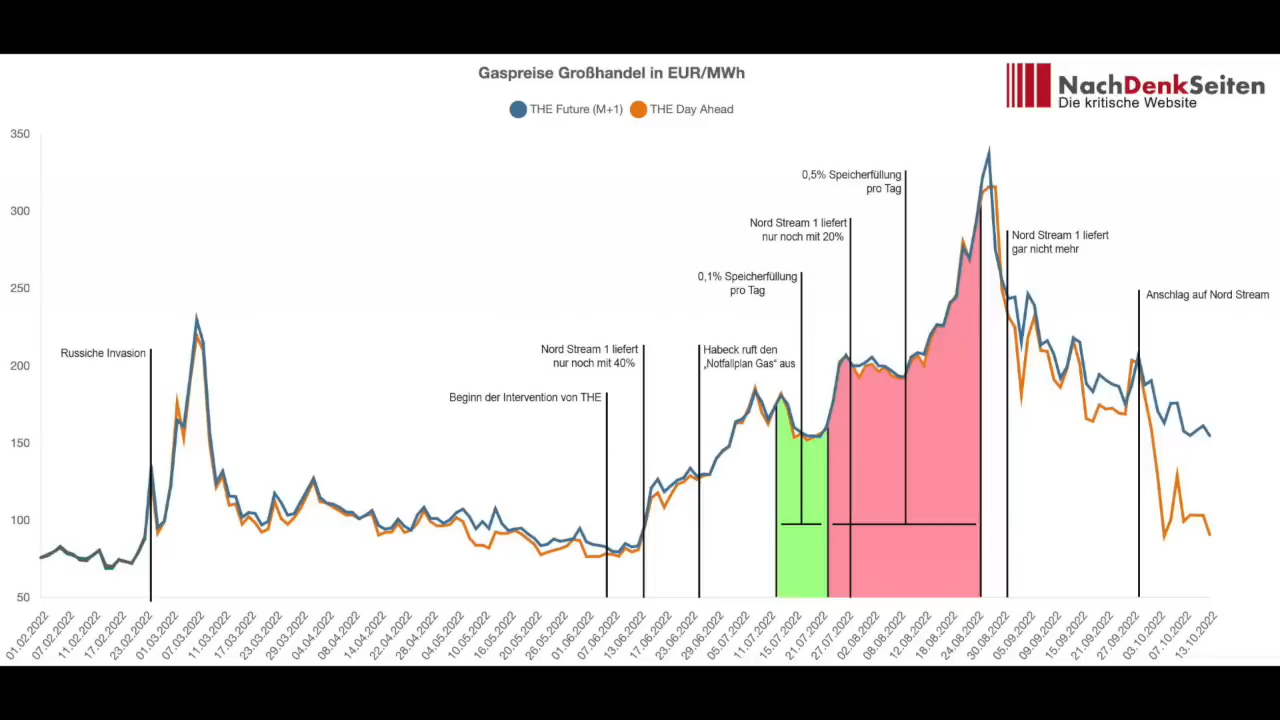 Gaspreise Großhandel in EUR/MWh
THE Future (M+1) THE Day Ahead
NachDenkSeiten
Die kritische Website
350
300
250
200
150
100
50
Russiche Invasion
Beginn der Intervention von THE
Nord Stream 1 liefert
nur noch mit 40%
Habeck ruft den
„Notfallplan Gas“ aus
0,1% Speicherfüllung
pro Tag
Nord Stream 1 liefert
nur noch mit 20%
0,5% Speicherfüllung
pro Tag
Nord Stream 1 liefert
gar nicht mehr
Anschlag auf Nord Stream
01.02.2022
07.02.2022
11.02.2022
17.02.2022
23.02.2022
01.03.2022
07.03.2022
11.03.2022
17.03.2022
23.03.2022
29.03.2022
04.04.2022
08.04.2022
14.04.2022
22.04.2022
28.04.2022
04.05.2022
10.05.2022
16.05.2022
20.05.2022
26.05.2022
01.06.2022
07.06.2022
13.06.2022
17.06.2022
23.06.2022
29.06.2022
05.07.2022
11.07.2022
15.07.2022
21.07.2022
27.07.2022
02.08.2022
08.08.2022
12.08.2022
18.08.2022
24.08.2022
30.08.2022
05.09.2022
09.09.2022
15.09.2022
21.09.2022
27.09.2022
03.10.2022
07.10.2022
13.10.2022